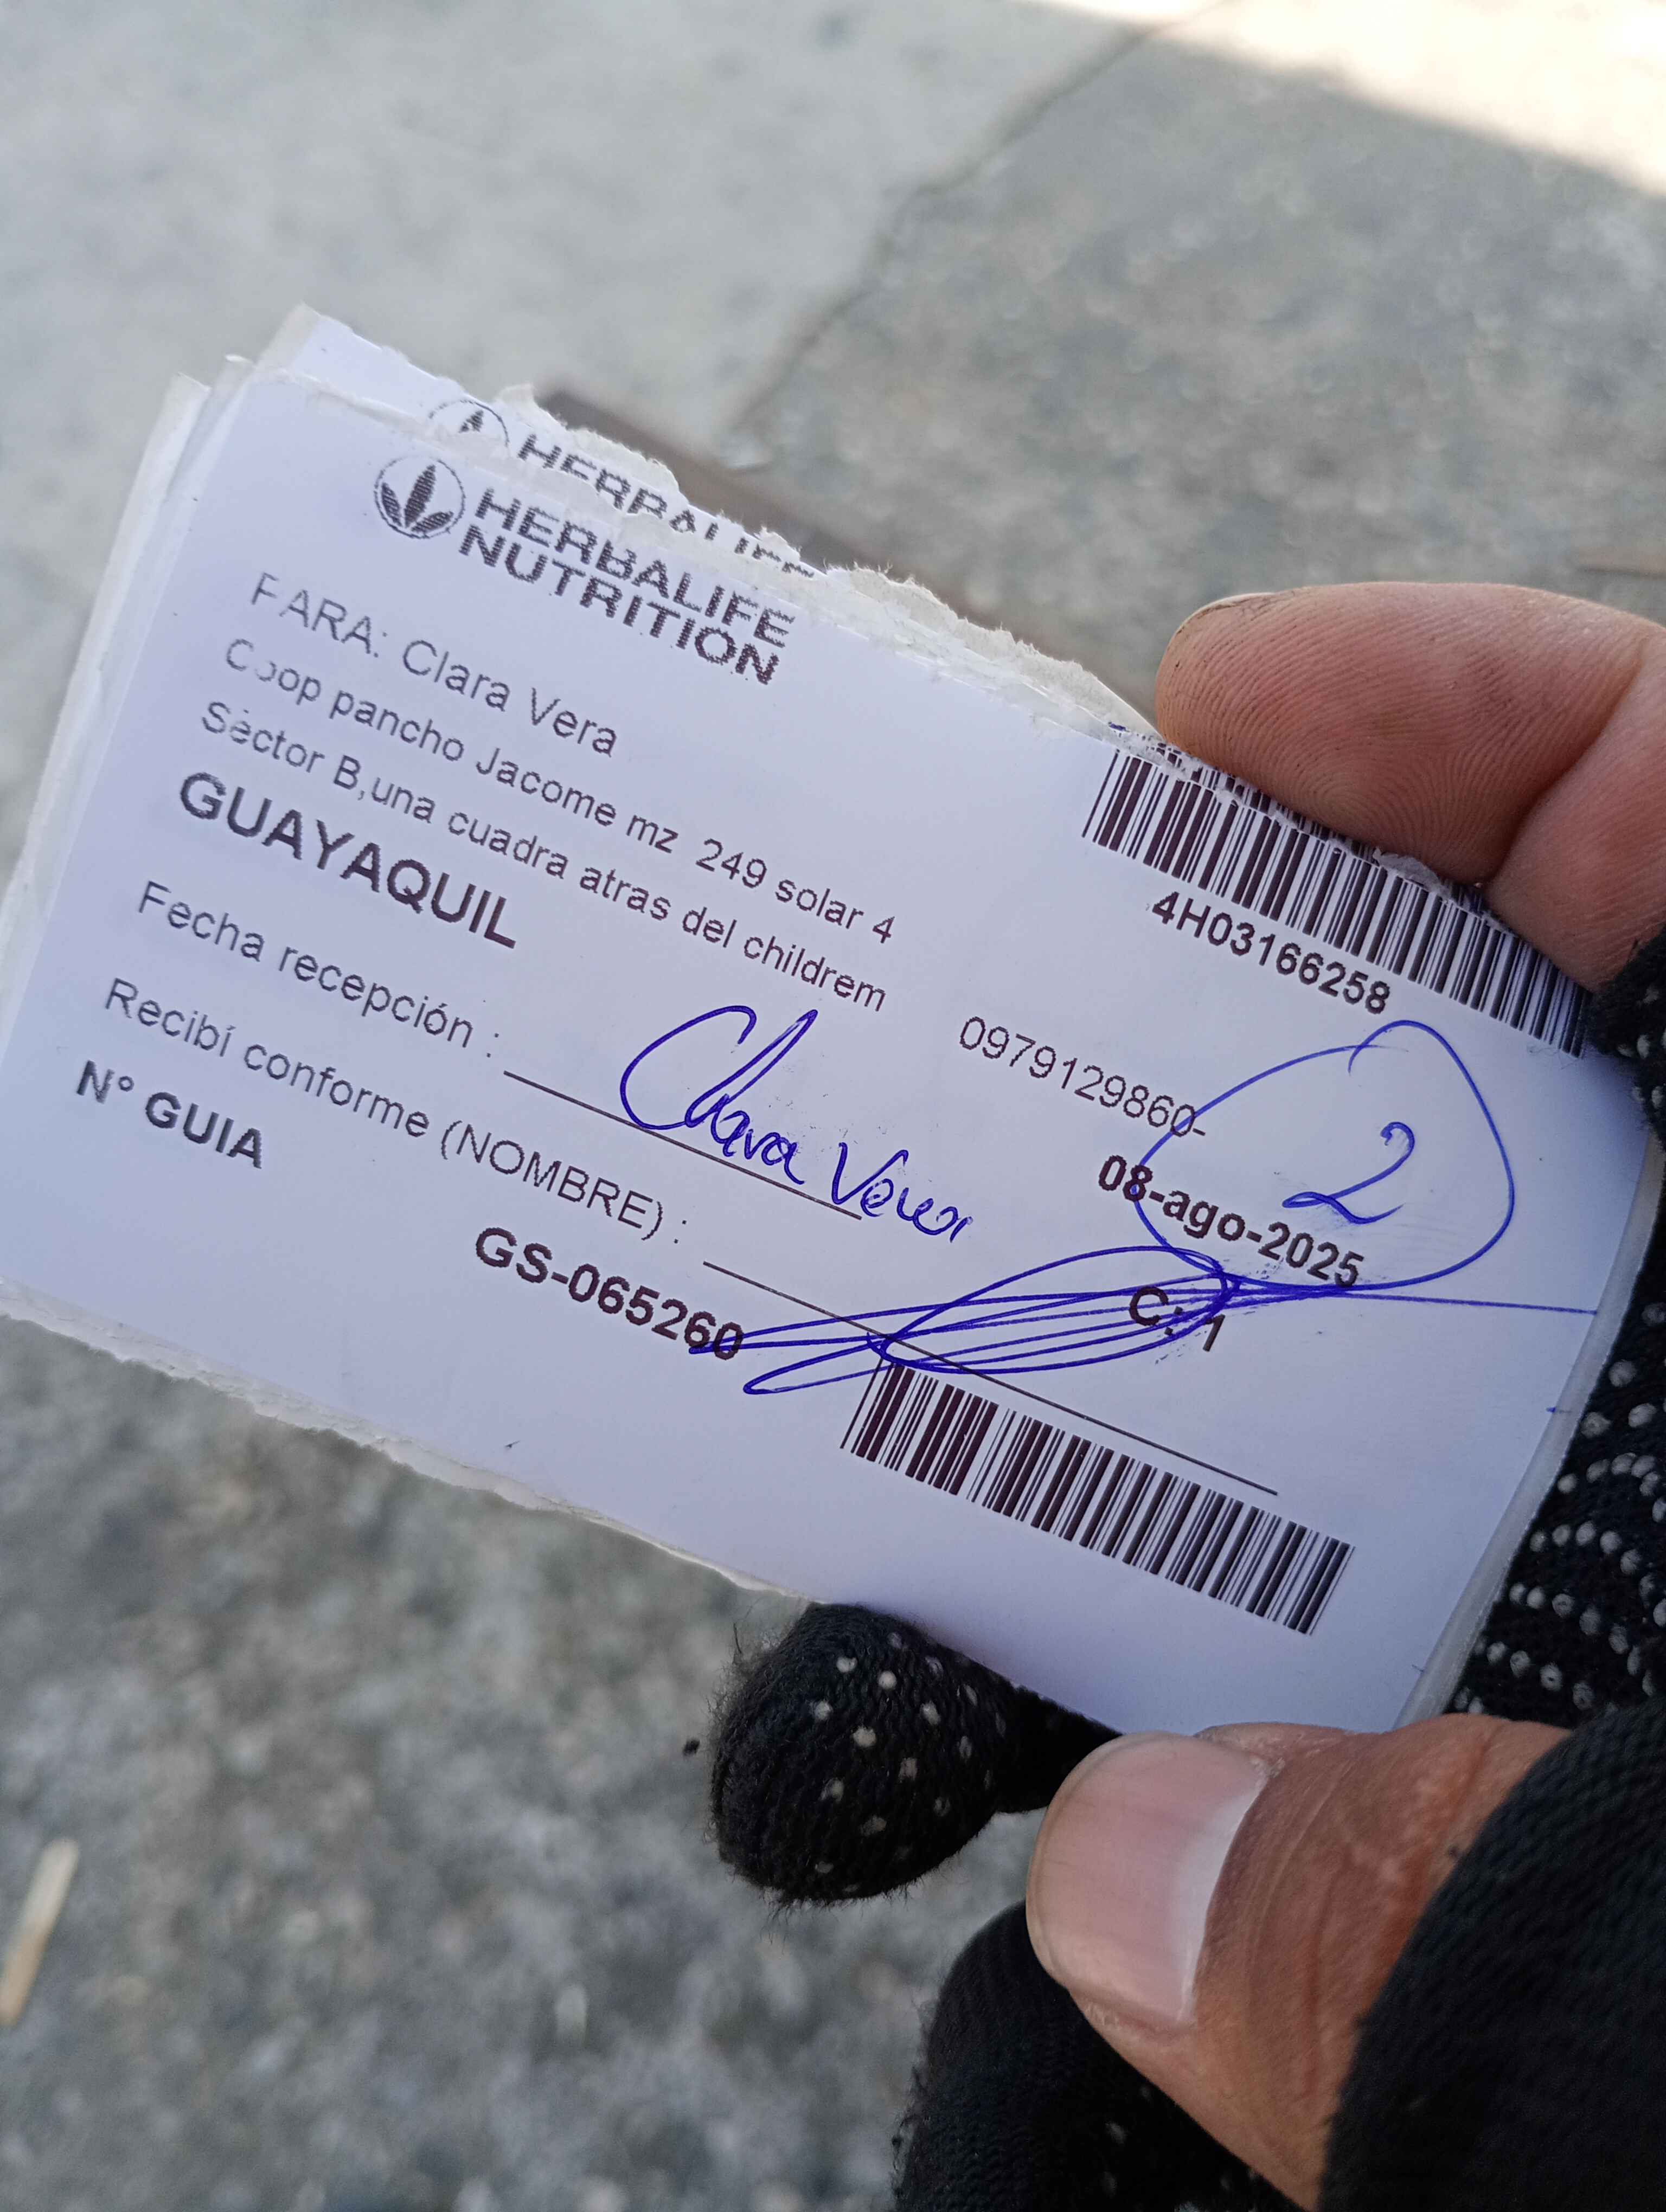 HERBALIFE
HERBALIFE
NUTRITION
PARA: Clara Vera
Coop pancho Jacome mz 249 solar 4
Sector B,una cuadra atras del childrem
GUAYAQUIL
4H03166258
0979129860-
08-ago-2025
2
C: 1
Fecha recepción :
Clara Vera
Recibí conforme (NOMBRE) :
N° GUIA
GS-065260